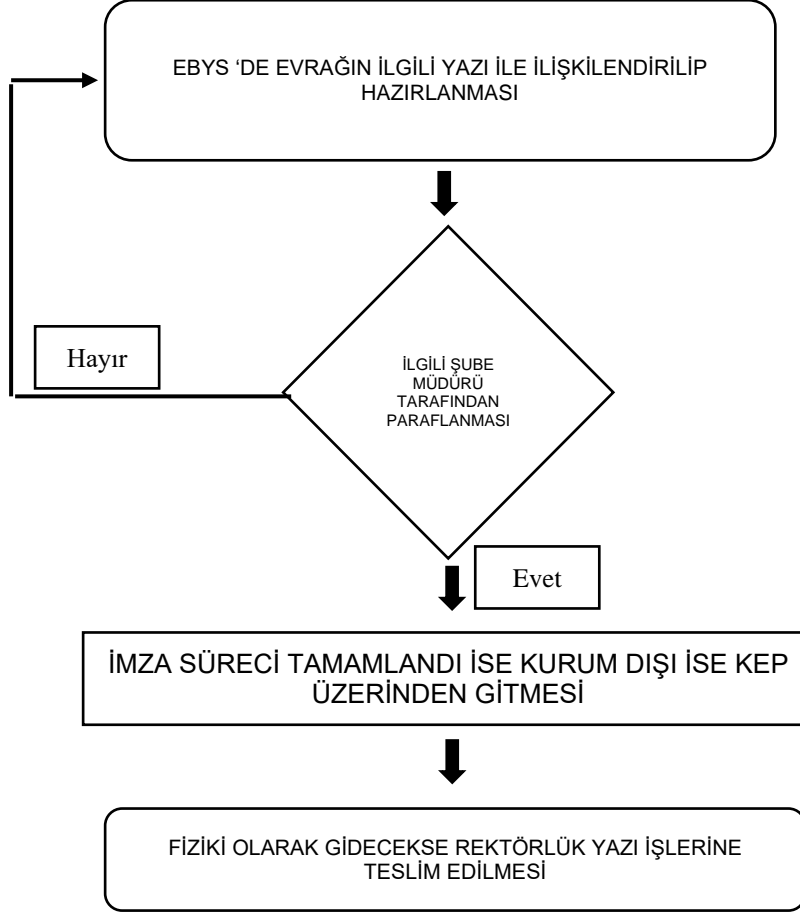 EBYS ‘DE EVRAĞIN İLGİLİ YAZI İLE İLİŞKİLENDİRİLİP
HAZIRLANMASI
Hayır
İLGİLİ ŞUBE
MÜDÜRÜ
TARAFINDAN
PARAFLANMASI
Evet
İMZA SÜRECİ TAMAMLANDI İSE KURUM DIŞI İSE KEP
ÜZERİNDEN GİTMESİ
FİZİKİ OLARAK GİDECEKSE REKTÖRLÜK YAZI İŞLERİNE
TESLİM EDİLMESİ